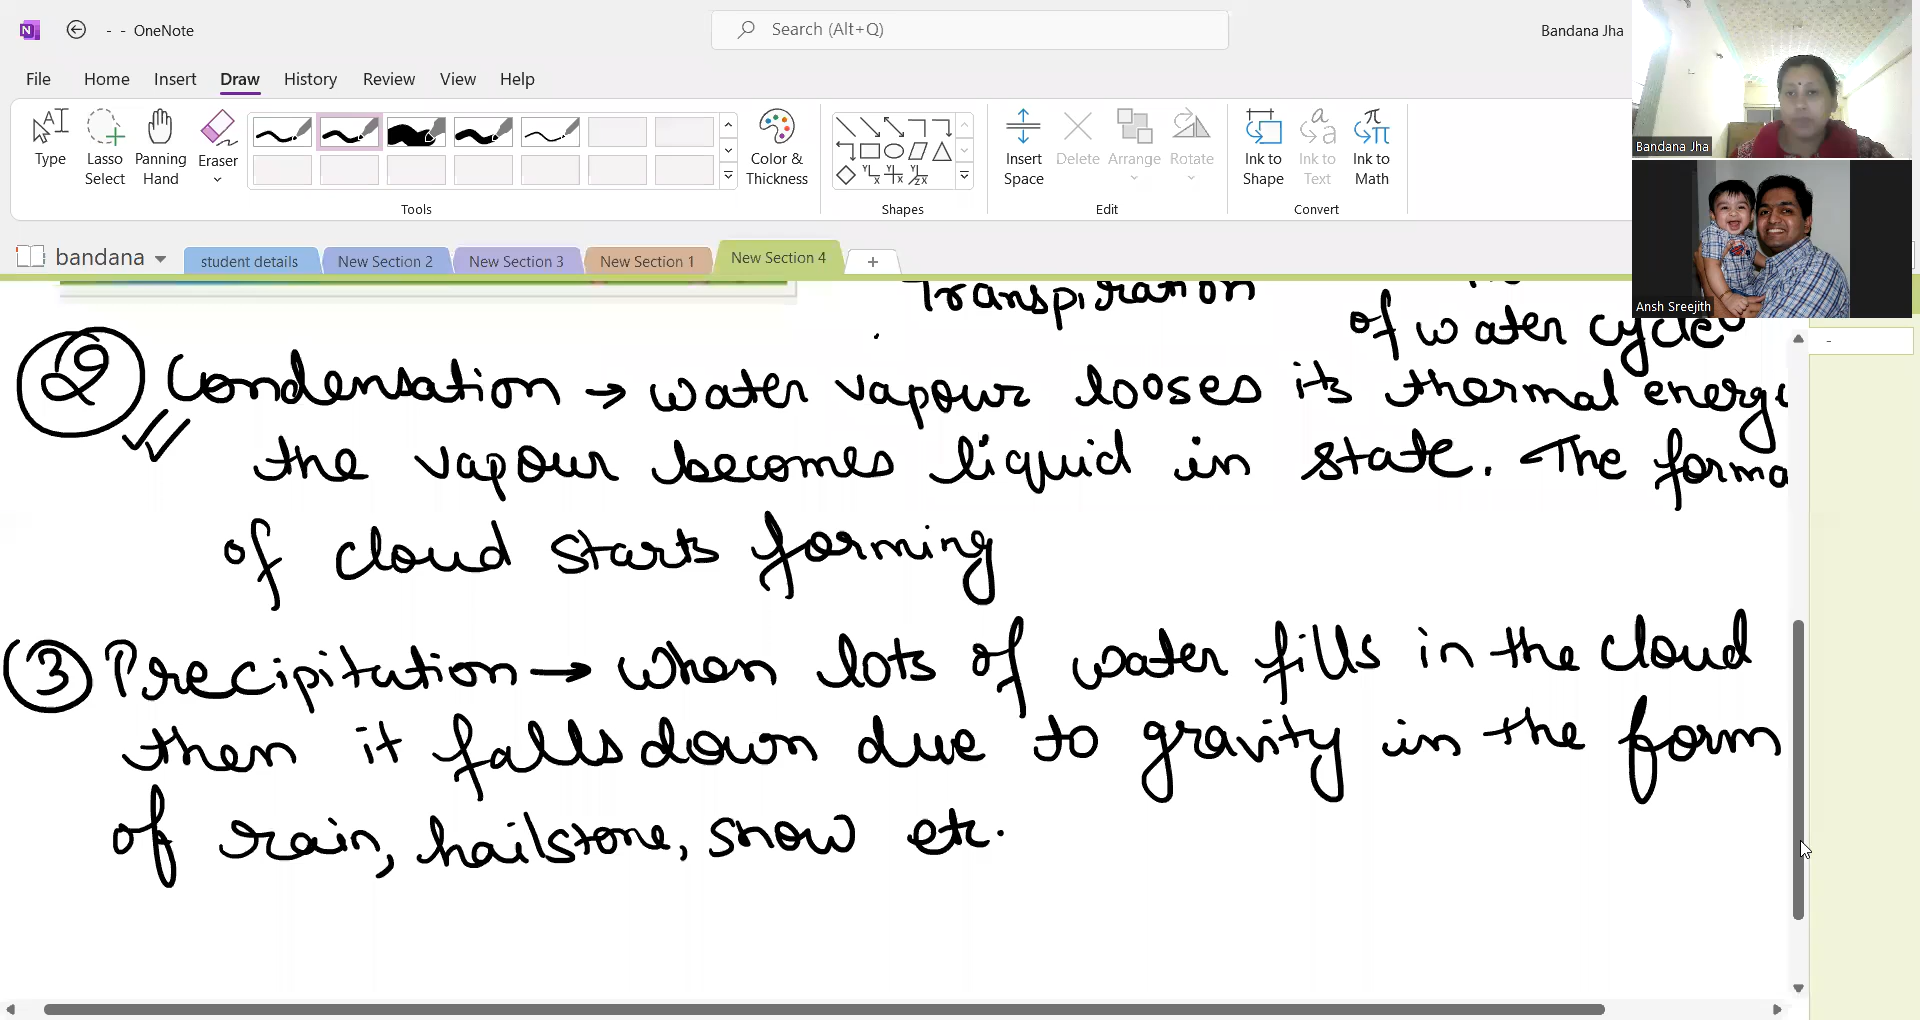 - - OneNote
Search (Alt+Q)
Bandana Jha
File Home Insert Draw History Review View Help
Type
Lasso Select
Panning Hand
Eraser
Color & Thickness
Insert Space
Delete
Arrange
Rotate
Ink to Shape
Ink to Text
Ink to Math
Tools Shapes Edit Convert
bandana
student details
New Section 2
New Section 3
New Section 1
New Section 4
Bandana Jha
Ansh Sreejith
Transpiration
of water cycle
2 Condensation → water vapour looses its thermal energy
the vapour becomes liquid in state. The forma
of cloud starts forming
(3) Precipitation → when lots of water fills in the cloud
then it falls down due to gravity in the form
of rain, hailstone, snow etc.